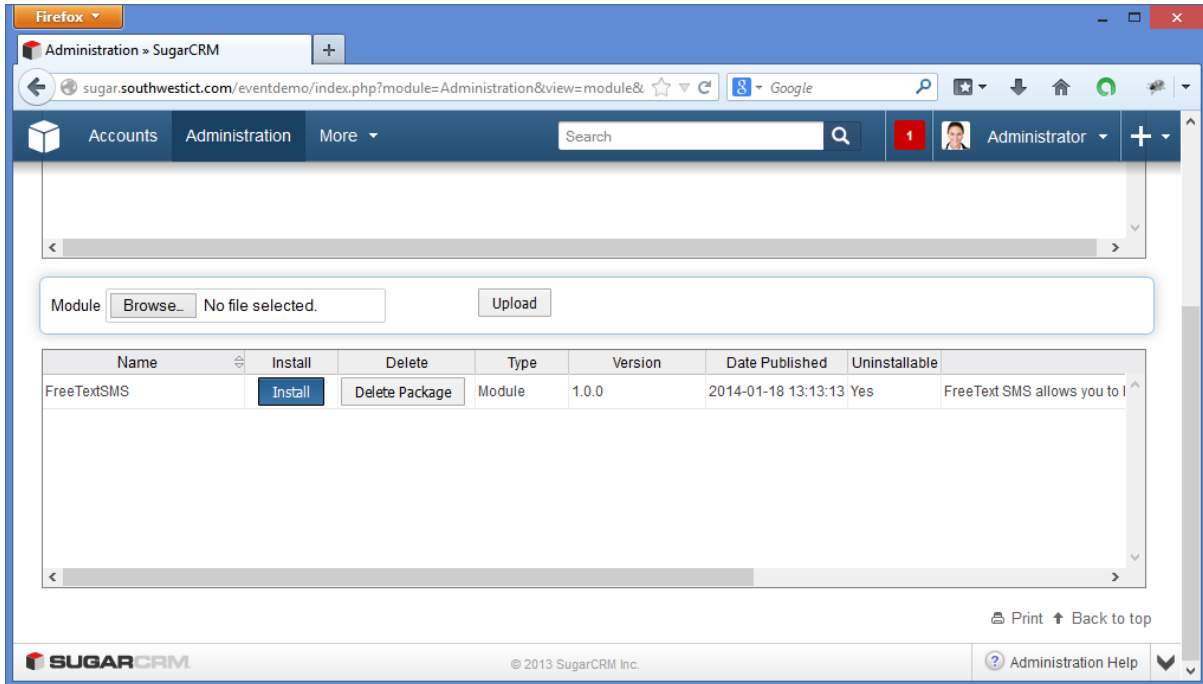 Firefox
Administration » SugarCRM
sugar.southwestict.com/eventdemo/index.php?module=Administration&view=module& Google
Accounts Administration More Search 1 Administrator
Module Browse... No file selected. Upload
Name Install Delete Type Version Date Published Uninstallable
FreeTextSMS Install Delete Package Module 1.0.0 2014-01-18 13:13:13 Yes FreeText SMS allows you to
Print Back to top
SUGARCRM © 2013 SugarCRM Inc. Administration Help